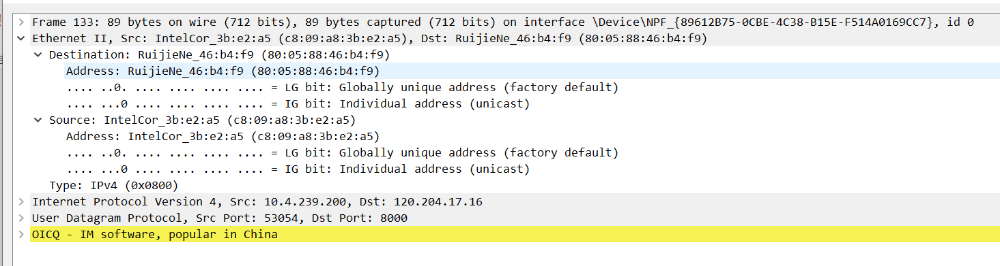 Frame 133: 89 bytes on wire (712 bits), 89 bytes captured (712 bits) on interface \Device\NPF_{89612B75-0CBE-4C38-B15E-F514A0169CC7}, id 0
Ethernet II, Src: IntelCor_3b:e2:a5 (c8:09:a8:3b:e2:a5), Dst: RuijieNe_46:b4:f9 (80:05:88:46:b4:f9)
Destination: RuijieNe_46:b4:f9 (80:05:88:46:b4:f9)
Address: RuijieNe_46:b4:f9 (80:05:88:46:b4:f9)
.... ..0. .... .... .... .... = LG bit: Globally unique address (factory default)
.... ...0 .... .... .... .... = IG bit: Individual address (unicast)
Source: IntelCor_3b:e2:a5 (c8:09:a8:3b:e2:a5)
Address: IntelCor_3b:e2:a5 (c8:09:a8:3b:e2:a5)
.... ..0. .... .... .... .... = LG bit: Globally unique address (factory default)
.... ...0 .... .... .... .... = IG bit: Individual address (unicast)
Type: IPv4 (0x0800)
Internet Protocol Version 4, Src: 10.4.239.200, Dst: 120.204.17.16
User Datagram Protocol, Src Port: 53054, Dst Port: 8000
OICQ - IM software, popular in China